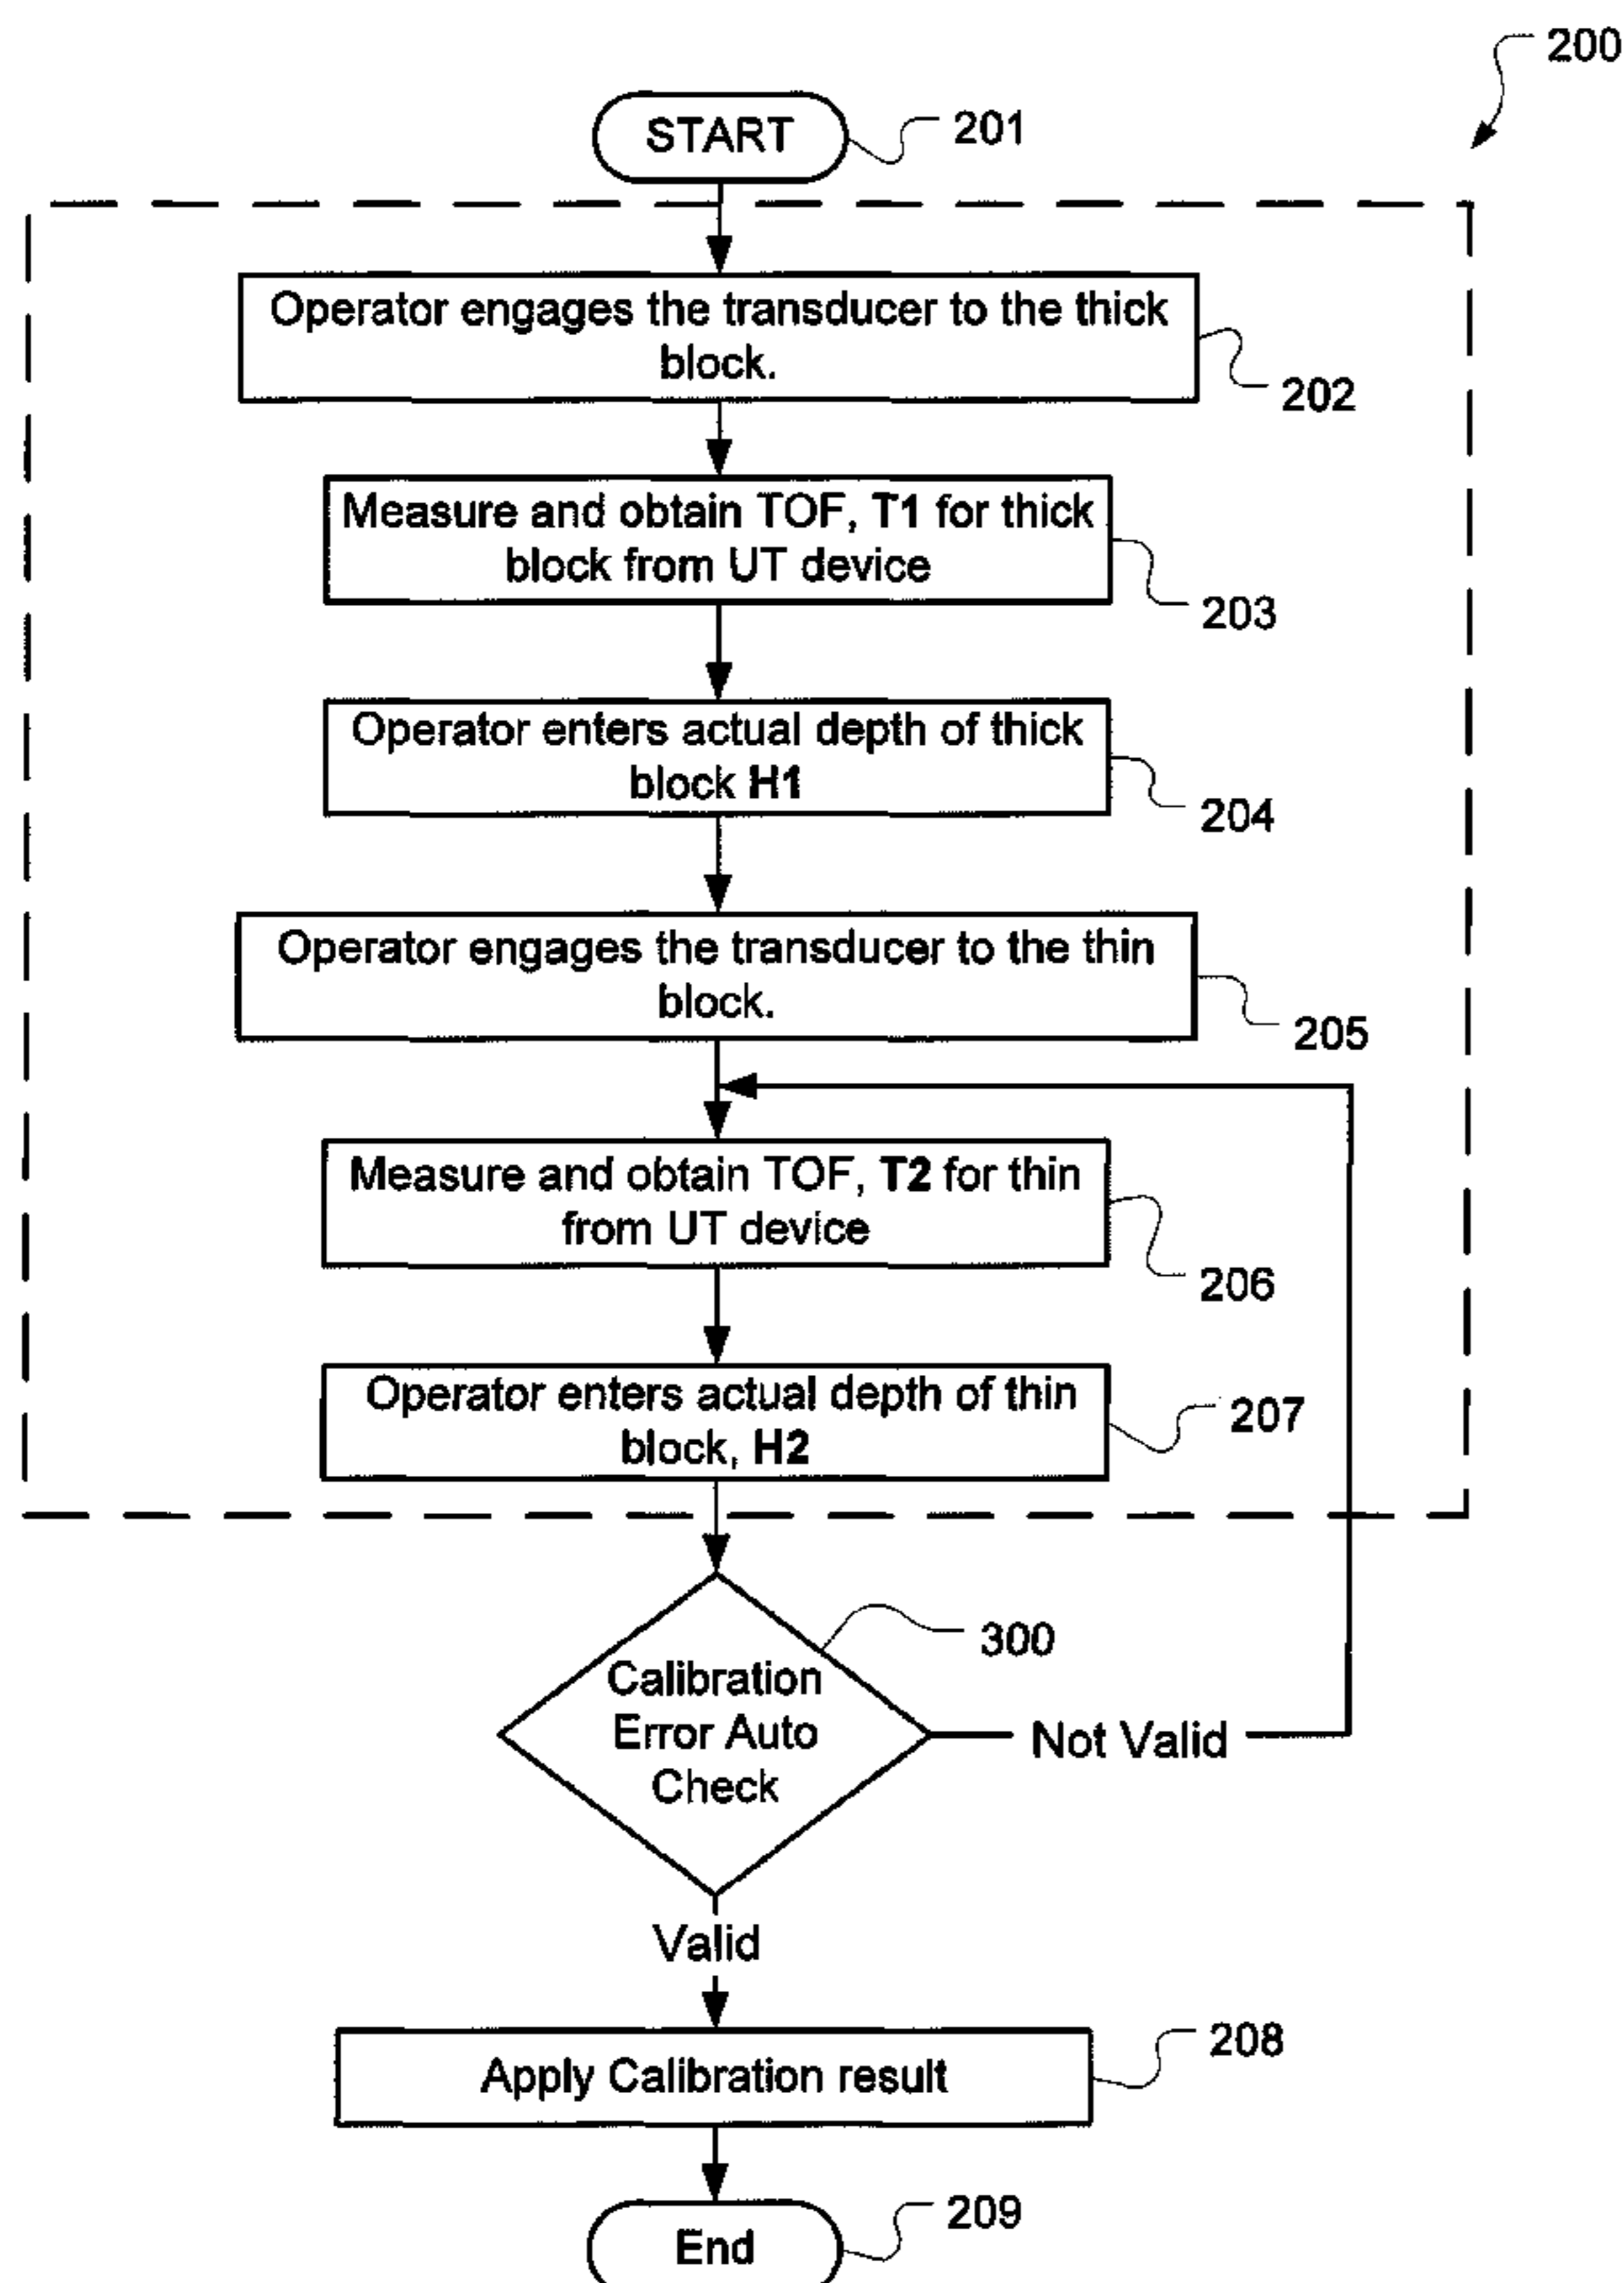 200
START
201
Operator engages the transducer to the thick
block.
202
Measure and obtain TOF, T1 for thick
block from UT device
203
Operator enters actual depth of thick
block H1
204
Operator engages the transducer to the thin
block.
205
Measure and obtain TOF, T2 for thin
from UT device
206
Operator enters actual depth of thin
block, H2
207
300
Calibration
Error Auto
Check
Not Valid
Valid
Apply Calibration result
208
End
209